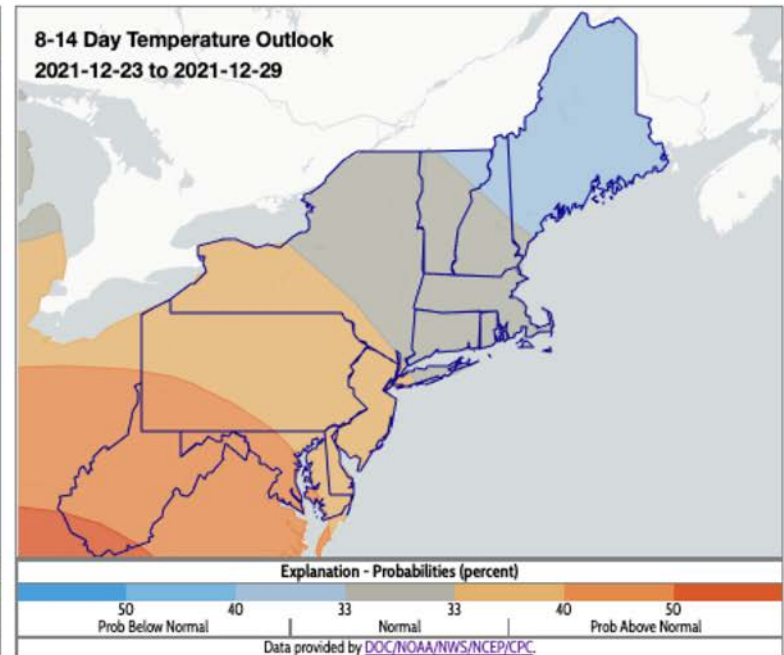 8-14 Day Temperature Outlook
2021-12-23 to 2021-12-29
Explanation - Probabilities (percent)
50 40 33 33 40 50
Prob Below Normal Normal Prob Above Normal
Data provided by DOC/NOAA/NWS/NCEP/CPC.